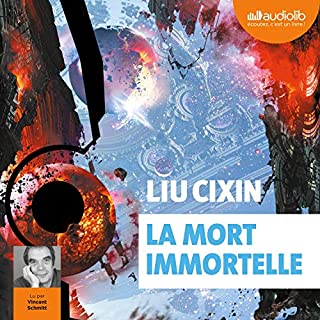 audiolib
écoutez, c'est un livre !
LIU CIXIN
LA MORT
IMMORTELLE
Lu par
Vincent
Schmitt